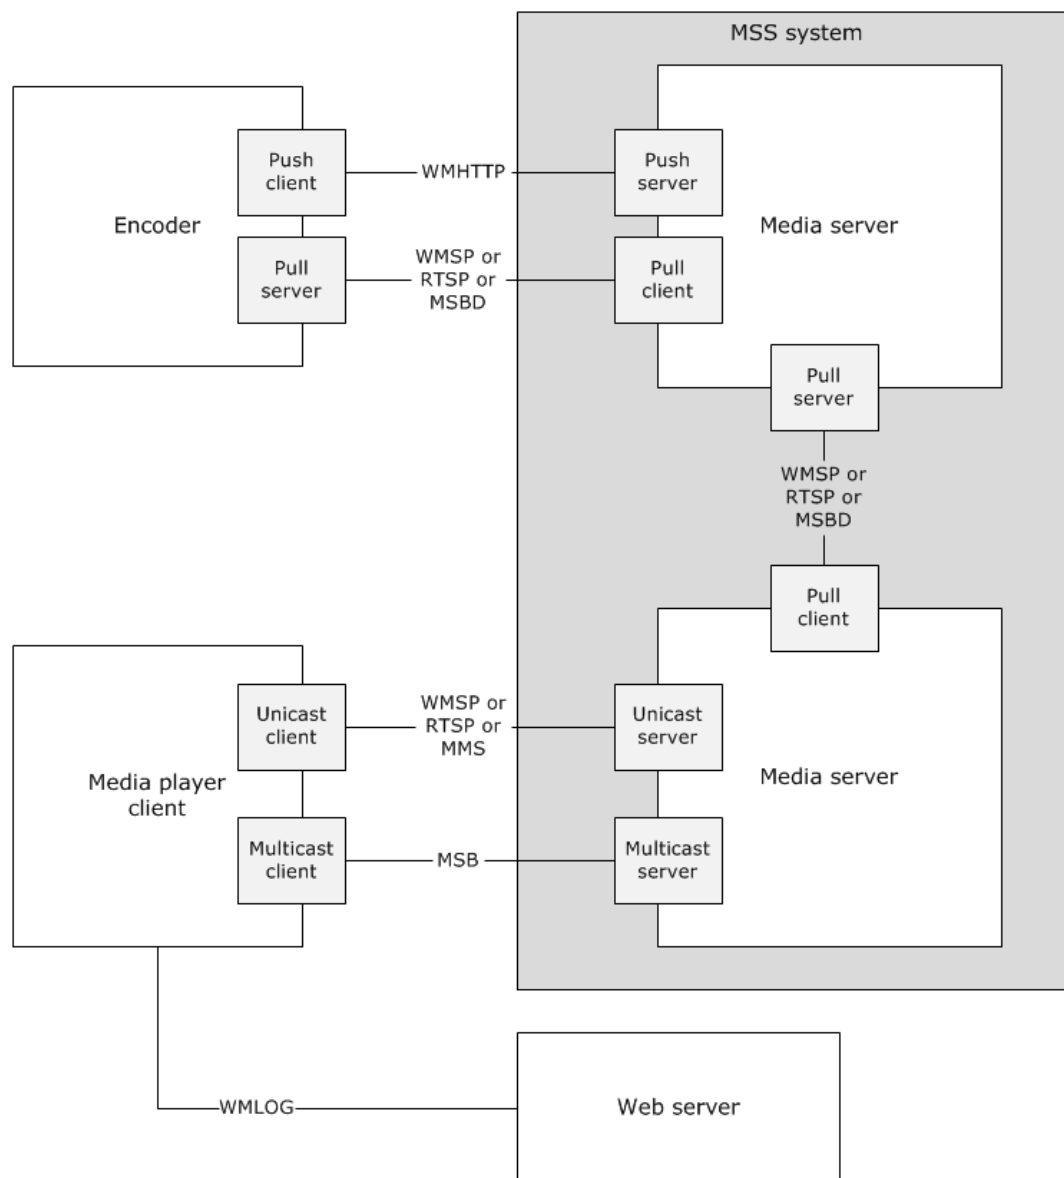 MSS system
Push
client
WMHTTP
Push
server
Encoder
Media server
Pull
server
WMSP or
RTSP or
MSBD
Pull
client
Pull
server
WMSP or
RTSP or
MSBD
Pull
client
Unicast
client
WMSP or
RTSP or
MMS
Unicast
server
Media player
client
Media server
Multicast
client
MSB
Multicast
server
WMLOG
Web server